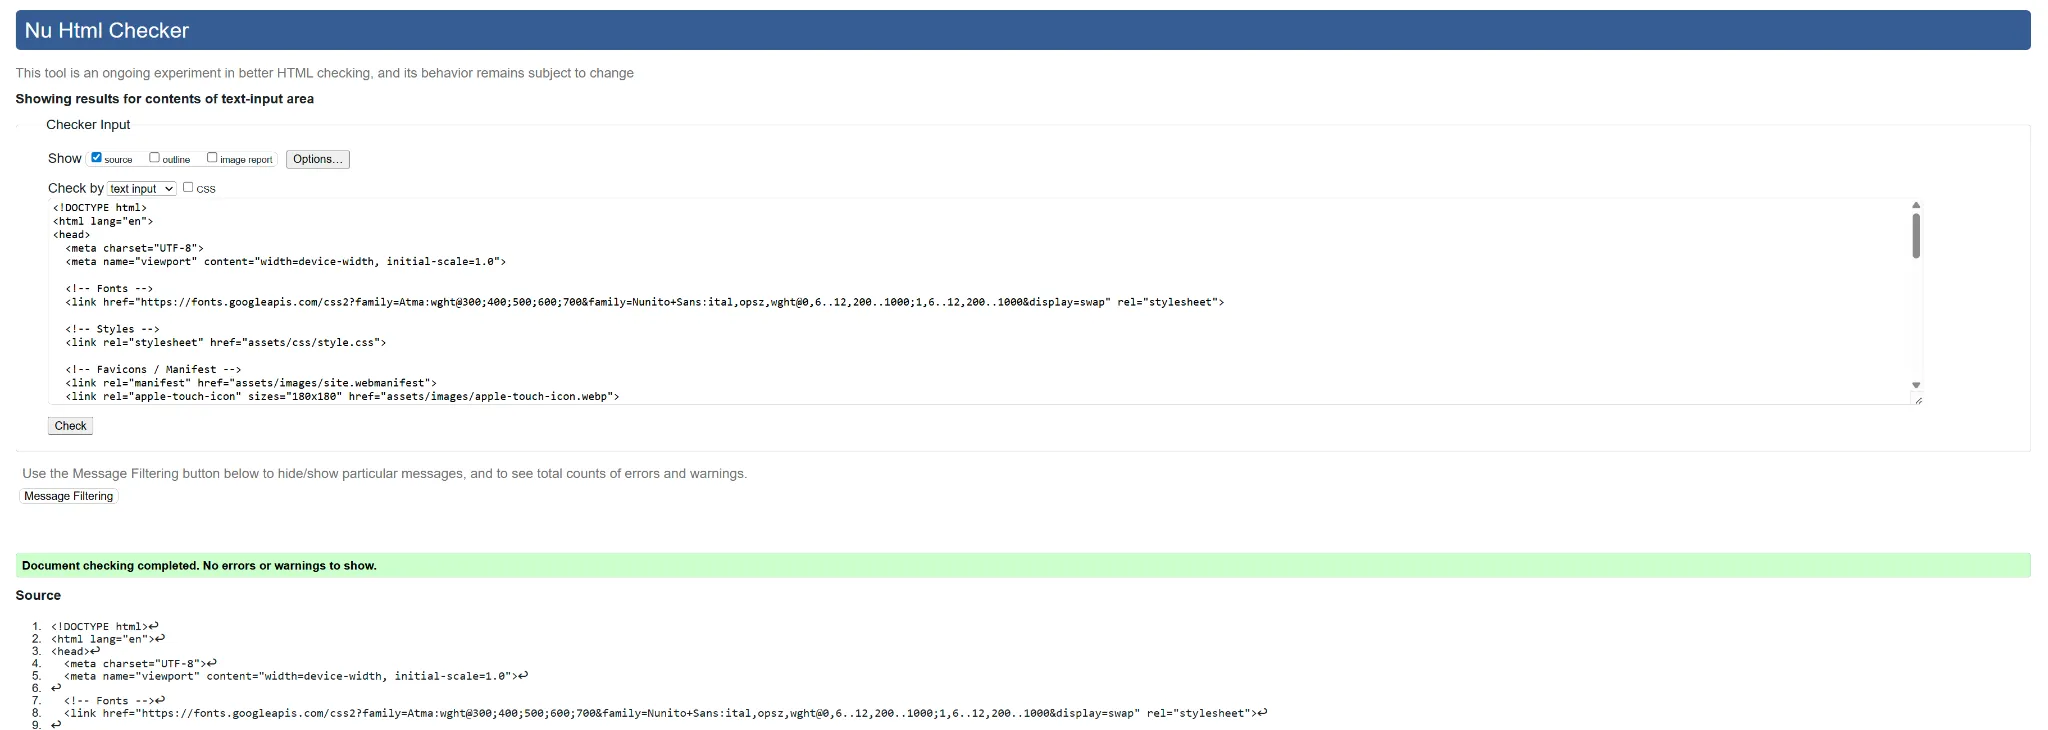 Nu Html Checker
This tool is an ongoing experiment in better HTML checking, and its behavior remains subject to change
Showing results for contents of text-input area
Checker Input
Show source outline image report Options...
Check by text input css
<!DOCTYPE html>
<html lang="en">
<head>
  <meta charset="UTF-8">
  <meta name="viewport" content="width=device-width, initial-scale=1.0">
  <!-- Fonts -->
  <link href="https://fonts.googleapis.com/css2?family=Atma:wght@300;400;500;600;700&family=Nunito+Sans:ital,opsz,wght@0,6..12,200..1000;1,6..12,200..1000&display=swap" rel="stylesheet">
  <!-- Styles -->
  <link rel="stylesheet" href="assets/css/style.css">
  <!-- Favicons / Manifest -->
  <link rel="manifest" href="assets/images/site.webmanifest">
  <link rel="apple-touch-icon" sizes="180x180" href="assets/images/apple-touch-icon.webp">
Check
Use the Message Filtering button below to hide/show particular messages, and to see total counts of errors and warnings.
Message Filtering
Document checking completed. No errors or warnings to show.
Source
1. <!DOCTYPE html>↩
2. <html lang="en">↩
3. <head>↩
4.   <meta charset="UTF-8">↩
5.   <meta name="viewport" content="width=device-width, initial-scale=1.0">↩
6. ↩
7.   <!-- Fonts -->↩
8.   <link href="https://fonts.googleapis.com/css2?family=Atma:wght@300;400;500;600;700&family=Nunito+Sans:ital,opsz,wght@0,6..12,200..1000;1,6..12,200..1000&display=swap" rel="stylesheet">↩
9. ↩